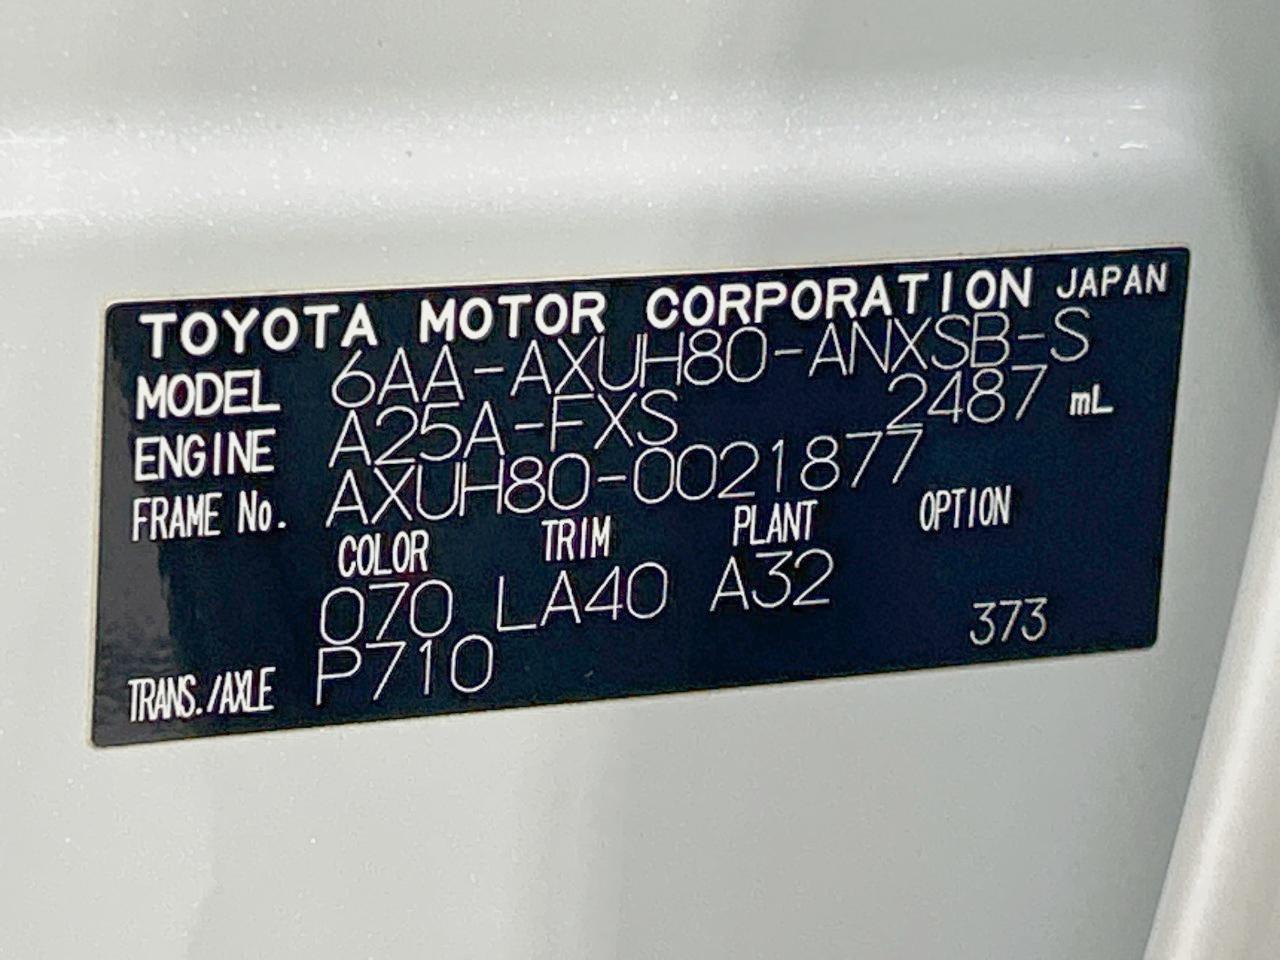 TOYOTA MOTOR CORPORATION JAPAN
MODEL 6AA-AXUH80-ANXSB-S
ENGINE A25A-FXS 2487 mL
FRAME No. AXUH80-0021877
COLOR TRIM PLANT OPTION
070 LA40 A32
TRANS./AXLE P710 373